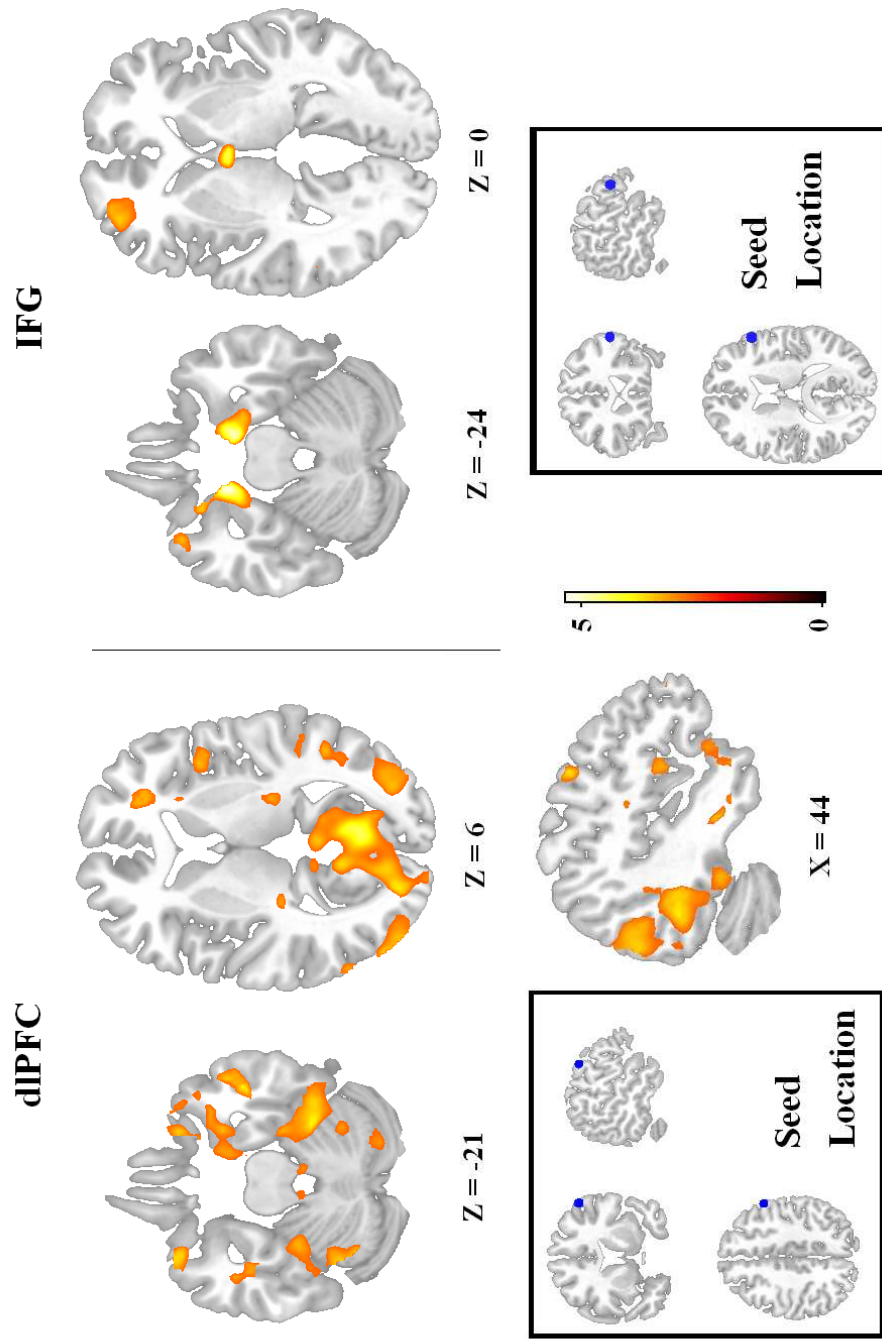 dlPFC
IFG
Z = -21
Z = 6
Z = -24
Z = 0
Seed
Location
X = 44
5
0
Seed
Location